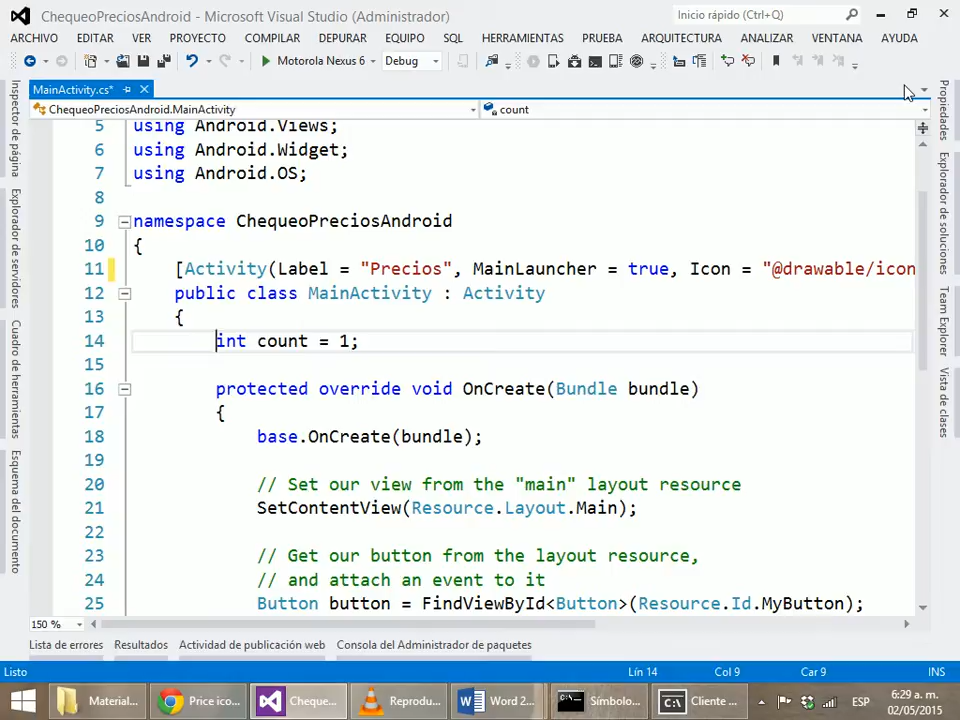 ChequeoPreciosAndroid - Microsoft Visual Studio (Administrador)
Inicio rápido (Ctrl+Q)
ARCHIVO EDITAR VER PROYECTO COMPILAR DEPURAR EQUIPO SQL HERRAMIENTAS PRUEBA ARQUITECTURA ANALIZAR VENTANA AYUDA
Motorola Nexus 6 Debug
MainActivity.cs*
ChequeoPreciosAndroid.MainActivity count
Inspector de página
Explorador de servidores
Cuadro de herramientas
Esquema del documento
5 using Android.Views;
6 using Android.Widget;
7 using Android.OS;
8
9 namespace ChequeoPreciosAndroid
10 {
11 [Activity(Label = "Precios", MainLauncher = true, Icon = "@drawable/icon
12 public class MainActivity : Activity
13 {
14 int count = 1;
15
16 protected override void OnCreate(Bundle bundle)
17 {
18 base.OnCreate(bundle);
19
20 // Set our view from the "main" layout resource
21 SetContentView(Resource.Layout.Main);
22
23 // Get our button from the layout resource,
24 // and attach an event to it
25 Button button = FindViewById<Button>(Resource.Id.MyButton);
Propiedades
Explorador de soluciones
Team Explorer
Vista de clases
150 %
Lista de errores Resultados Actividad de publicación web Consola del Administrador de paquetes
Listo Lín 14 Col 9 Car 9 INS
Material... Price ico... Cheque... Reprodu... Word 2... Símbolo... Cliente ... ESP
6:29 a. m.
02/05/2015